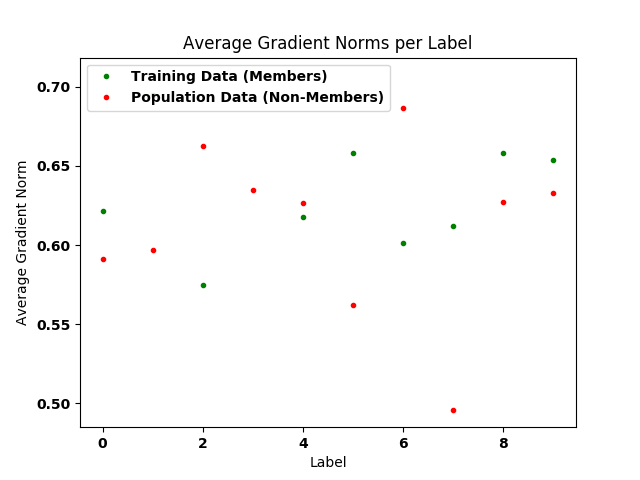 Average Gradient Norms per Label
Training Data (Members)
Population Data (Non-Members)
Average Gradient Norm
0.70
0.65
0.60
0.55
0.50
0 2 4 6 8
Label